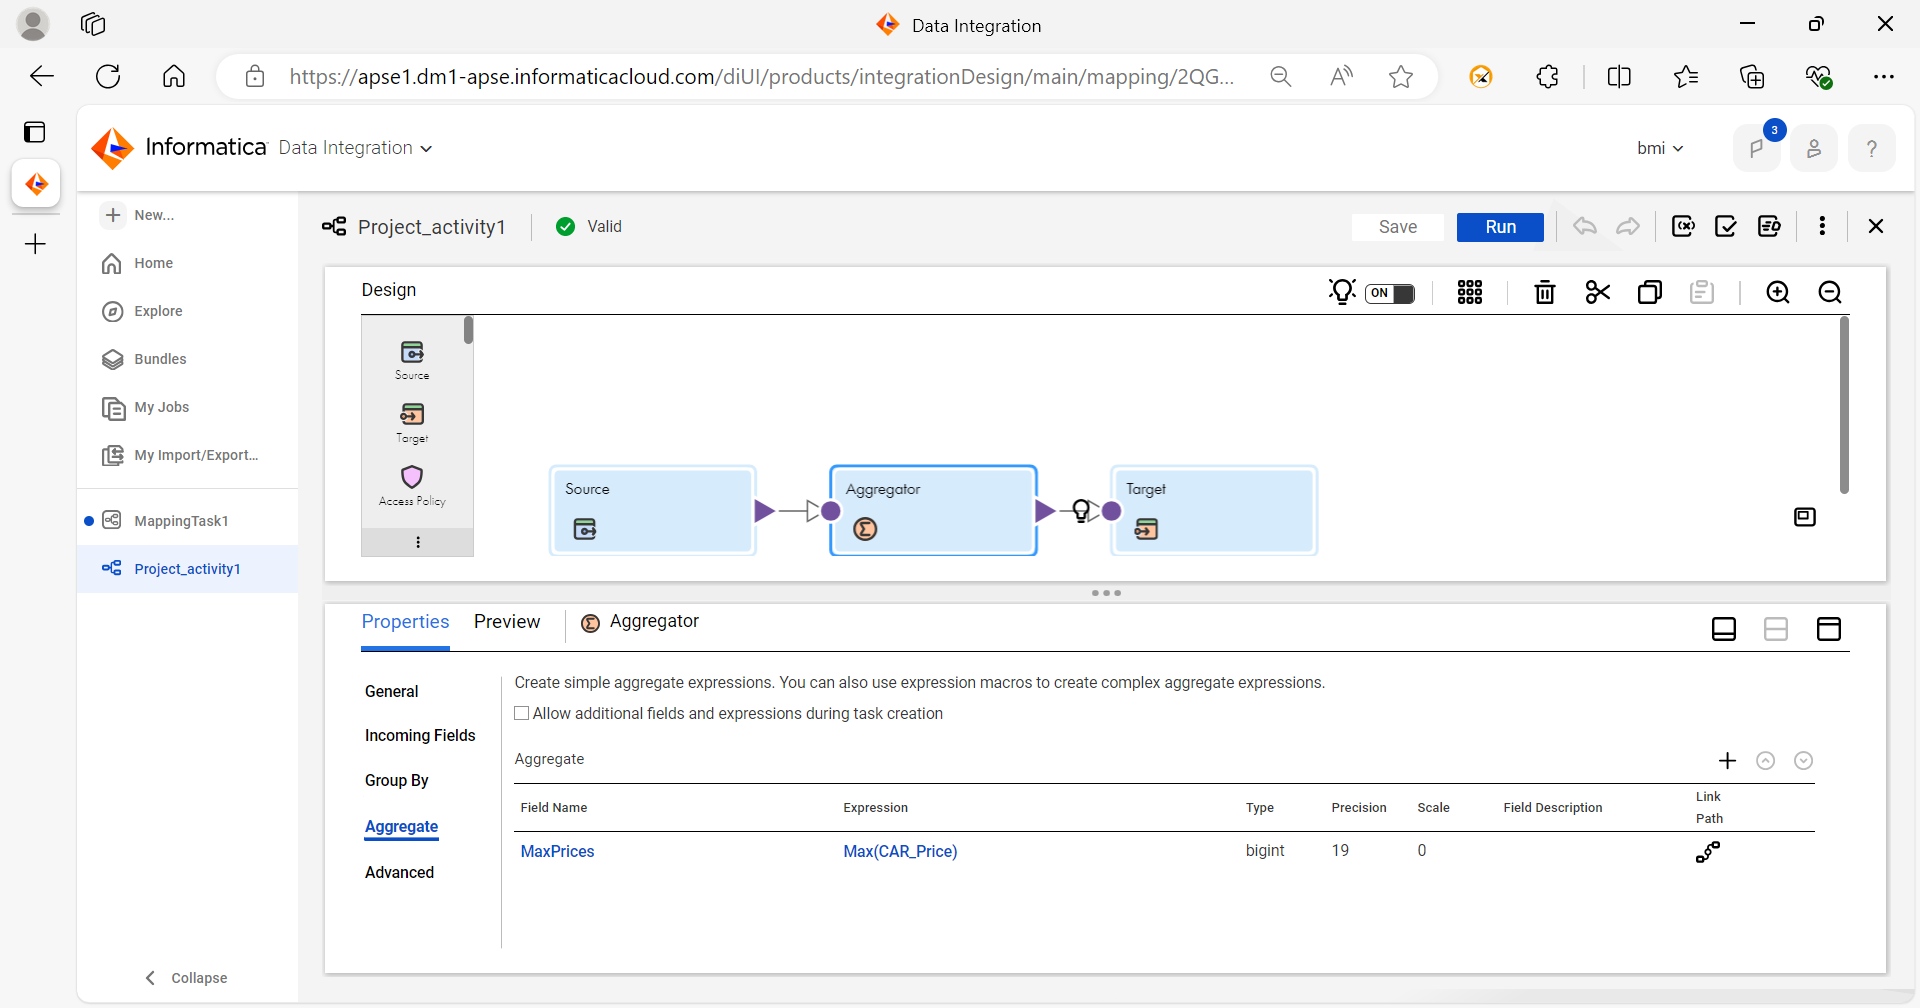 Data Integration
https://apse1.dm1-apse.informaticacloud.com/diUI/products/integrationDesign/main/mapping/2QG...
Informatica Data Integration
bmi
3
?
New...
Home
Explore
Bundles
My Jobs
My Import/Export...
MappingTask1
Project_activity1
Collapse
Project_activity1
Valid
Save
Run
Design
ON
Source
Target
Access Policy
Source
Aggregator
Target
Properties
Preview
Aggregator
General
Incoming Fields
Group By
Aggregate
Advanced
Create simple aggregate expressions. You can also use expression macros to create complex aggregate expressions.
Allow additional fields and expressions during task creation
Aggregate
Field Name Expression Type Precision Scale Field Description Link Path
MaxPrices Max(CAR_Price) bigint 19 0